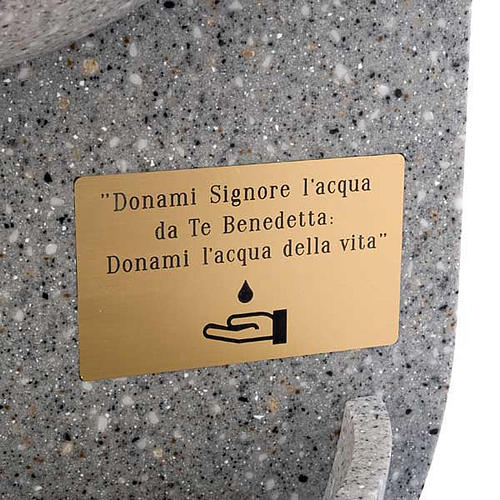 "Donami Signore l'acqua
da Te Benedetta:
Donami l'acqua della vita"